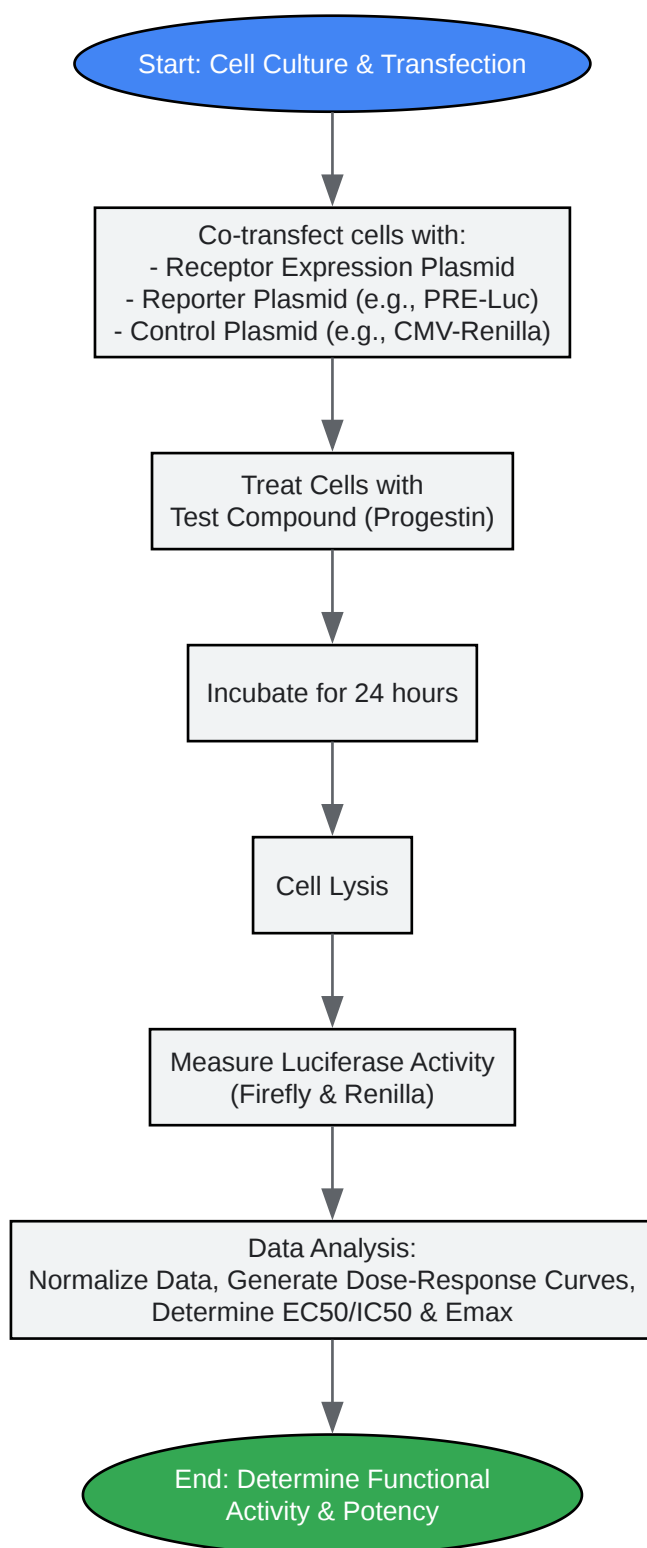 Start: Cell Culture & Transfection
Co-transfect cells with:
- Receptor Expression Plasmid
- Reporter Plasmid (e.g., PRE-Luc)
- Control Plasmid (e.g., CMV-Renilla)
Treat Cells with
Test Compound (Progestin)
Incubate for 24 hours
Cell Lysis
Measure Luciferase Activity
(Firefly & Renilla)
Data Analysis:
Normalize Data, Generate Dose-Response Curves,
Determine EC50/IC50 & Emax
End: Determine Functional
Activity & Potency